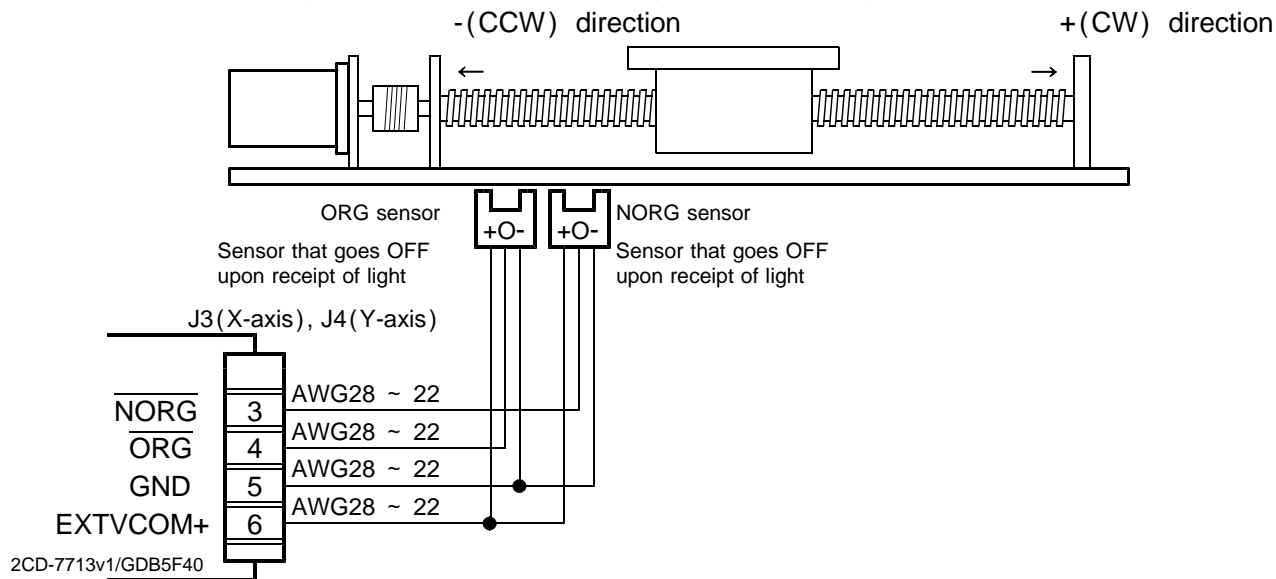 -(CCW) direction
+(CW) direction
← →
ORG sensor
NORG sensor
+O-
+O-
Sensor that goes OFF
upon receipt of light
Sensor that goes OFF
upon receipt of light
J3(X-axis), J4(Y-axis)
NORG 3 AWG28 ~ 22
ORG 4 AWG28 ~ 22
GND 5 AWG28 ~ 22
EXTVCOM+ 6 AWG28 ~ 22
2CD-7713v1/GDB5F40